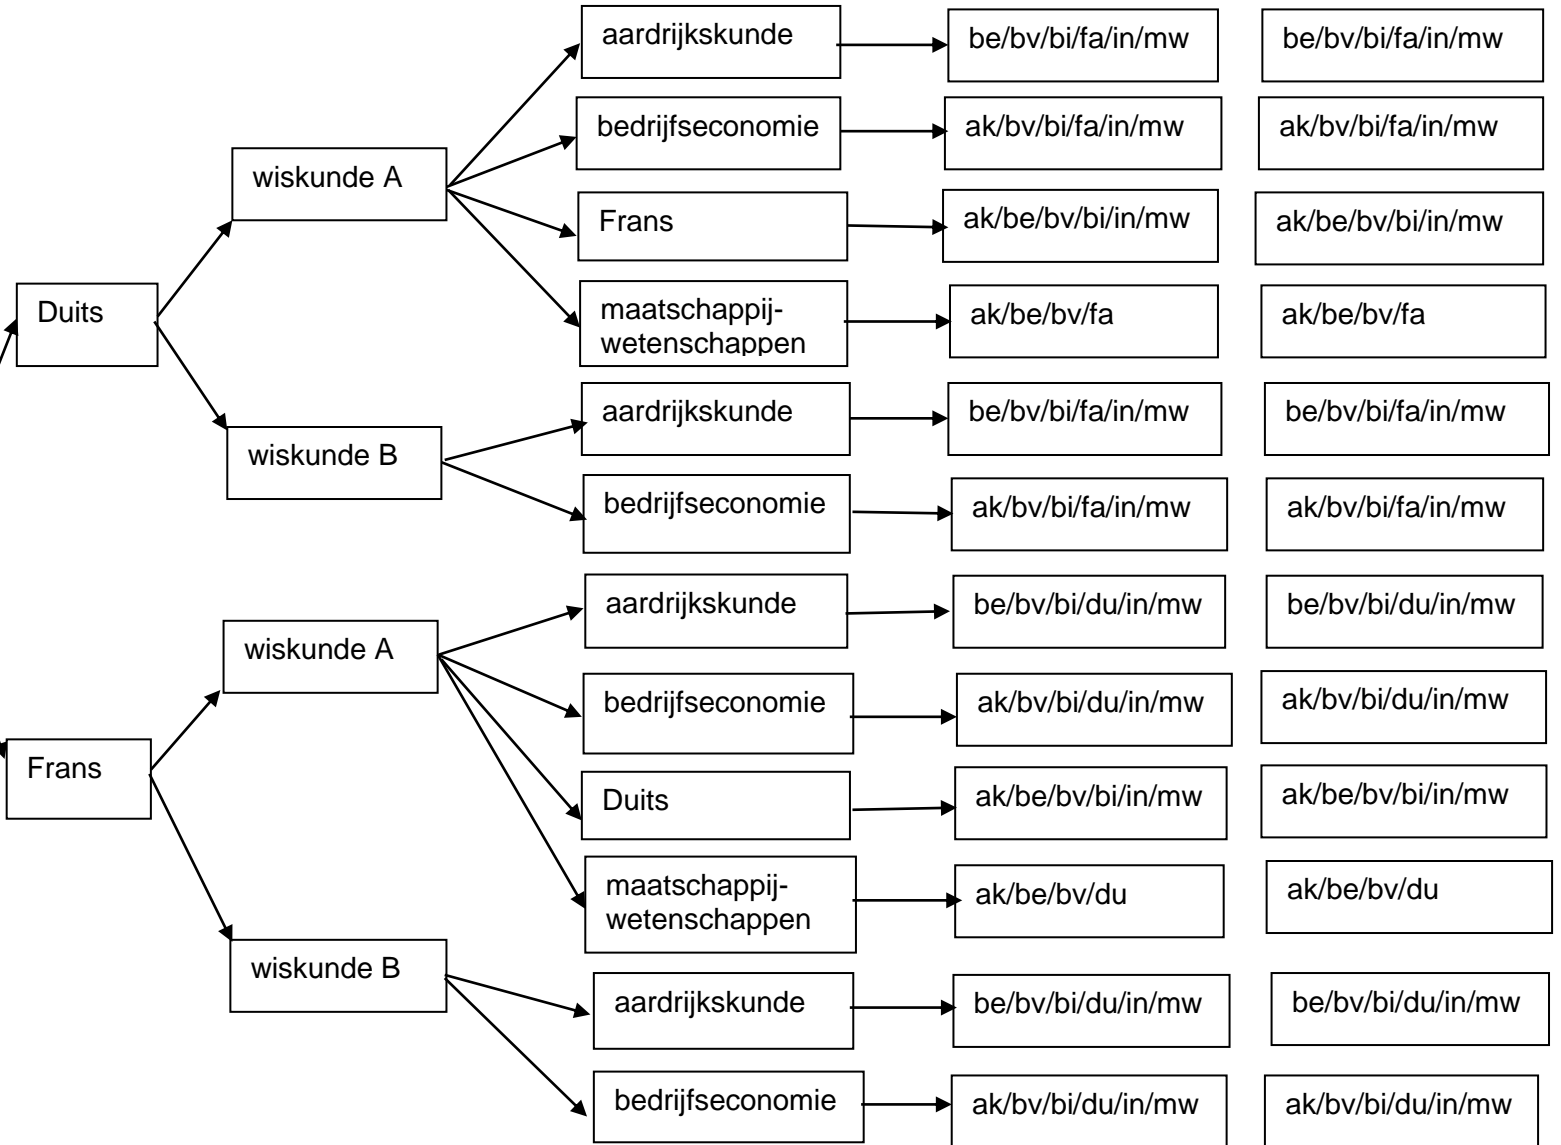 aardrijkskunde
be/bv/bi/fa/in/mw
be/bv/bi/fa/in/mw
bedrijfseconomie
ak/bv/bi/fa/in/mw
ak/bv/bi/fa/in/mw
wiskunde A
Frans
ak/be/bv/bi/in/mw
ak/be/bv/bi/in/mw
Duits
maatschappij-
wetenschappen
ak/be/bv/fa
ak/be/bv/fa
aardrijkskunde
be/bv/bi/fa/in/mw
be/bv/bi/fa/in/mw
wiskunde B
bedrijfseconomie
ak/bv/bi/fa/in/mw
ak/bv/bi/fa/in/mw
aardrijkskunde
be/bv/bi/du/in/mw
be/bv/bi/du/in/mw
wiskunde A
bedrijfseconomie
ak/bv/bi/du/in/mw
ak/bv/bi/du/in/mw
Frans
Duits
ak/be/bv/bi/in/mw
ak/be/bv/bi/in/mw
maatschappij-
wetenschappen
ak/be/bv/du
ak/be/bv/du
wiskunde B
aardrijkskunde
be/bv/bi/du/in/mw
be/bv/bi/du/in/mw
bedrijfseconomie
ak/bv/bi/du/in/mw
ak/bv/bi/du/in/mw